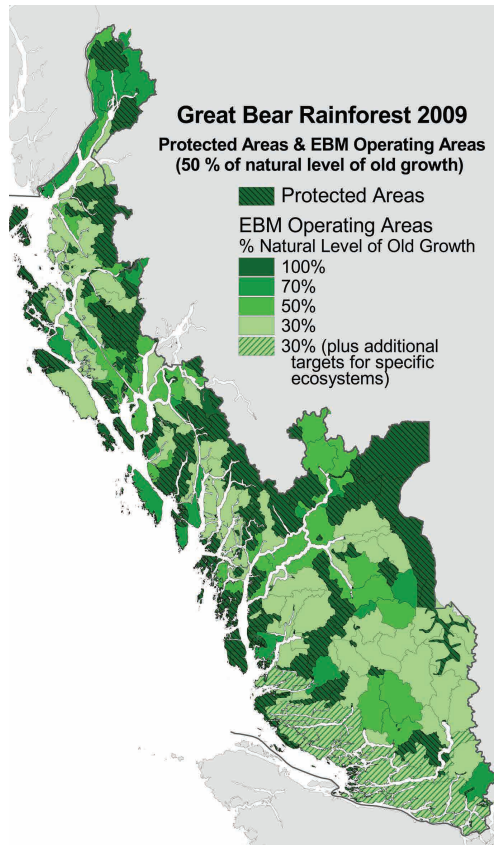 Great Bear Rainforest 2009
Protected Areas & EBM Operating Areas
(50 % of natural level of old growth)
Protected Areas
EBM Operating Areas
% Natural Level of Old Growth
100%
70%
50%
30%
30% (plus additional
targets for specific
ecosystems)